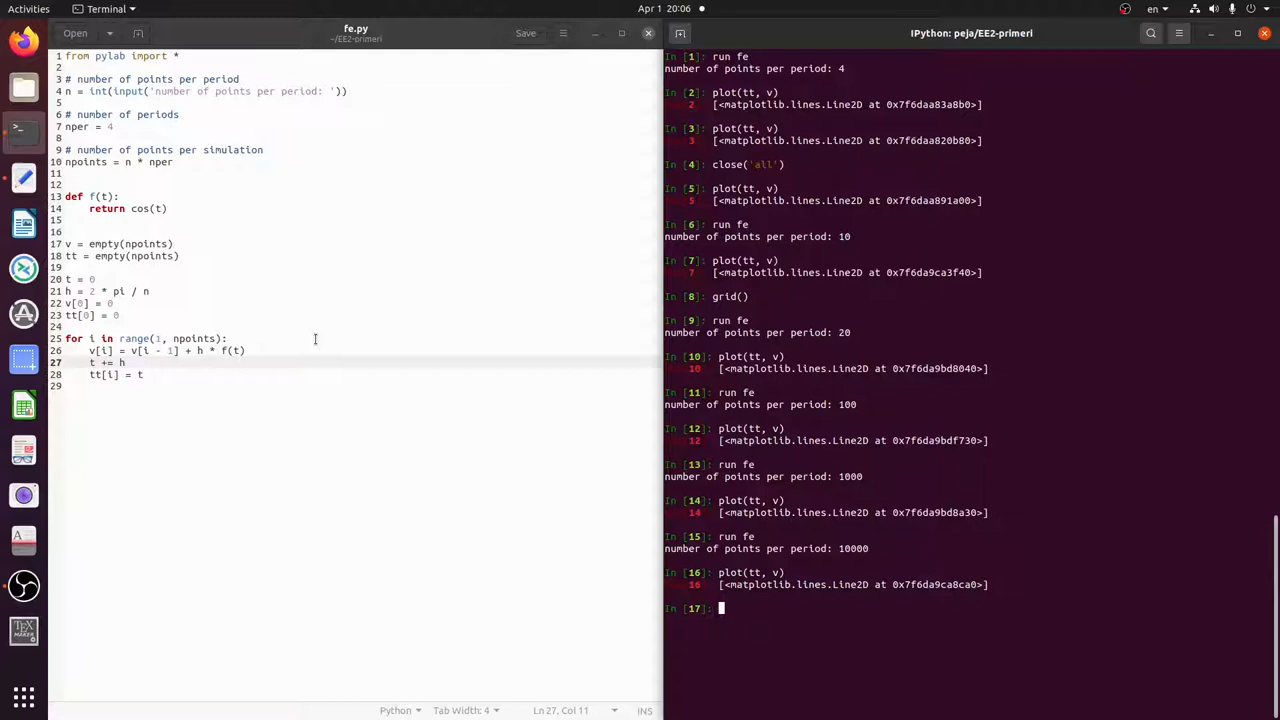 Activities
Terminal
Apr 1 20:06
en
Open
fe.py
~/EE2-primeri
Save
1 from pylab import *
2
3 # number of points per period
4 n = int(input('number of points per period: '))
5
6 # number of periods
7 nper = 4
8
9 # number of points per simulation
10 npoints = n * nper
11
12
13 def f(t):
14     return cos(t)
15
16
17 v = empty(npoints)
18 tt = empty(npoints)
19
20 t = 0
21 h = 2 * pi / n
22 v[0] = 0
23 tt[0] = 0
24
25 for i in range(1, npoints):
26     v[i] = v[i - 1] + h * f(t)
27     t += h
28     tt[i] = t
29
Python
Tab Width: 4
Ln 27, Col 11
INS
IPython: peja/EE2-primeri
In [1]: run fe
number of points per period: 4
In [2]: plot(tt, v)
2 [<matplotlib.lines.Line2D at 0x7f6daa83a8b0>]
In [3]: plot(tt, v)
3 [<matplotlib.lines.Line2D at 0x7f6daa820b80>]
In [4]: close('all')
In [5]: plot(tt, v)
5 [<matplotlib.lines.Line2D at 0x7f6daa891a00>]
In [6]: run fe
number of points per period: 10
In [7]: plot(tt, v)
7 [<matplotlib.lines.Line2D at 0x7f6da9ca3f40>]
In [8]: grid()
In [9]: run fe
number of points per period: 20
In [10]: plot(tt, v)
10 [<matplotlib.lines.Line2D at 0x7f6da9bd8040>]
In [11]: run fe
number of points per period: 100
In [12]: plot(tt, v)
12 [<matplotlib.lines.Line2D at 0x7f6da9bdf730>]
In [13]: run fe
number of points per period: 1000
In [14]: plot(tt, v)
14 [<matplotlib.lines.Line2D at 0x7f6da9bd8a30>]
In [15]: run fe
number of points per period: 10000
In [16]: plot(tt, v)
16 [<matplotlib.lines.Line2D at 0x7f6da9ca8ca0>]
In [17]: